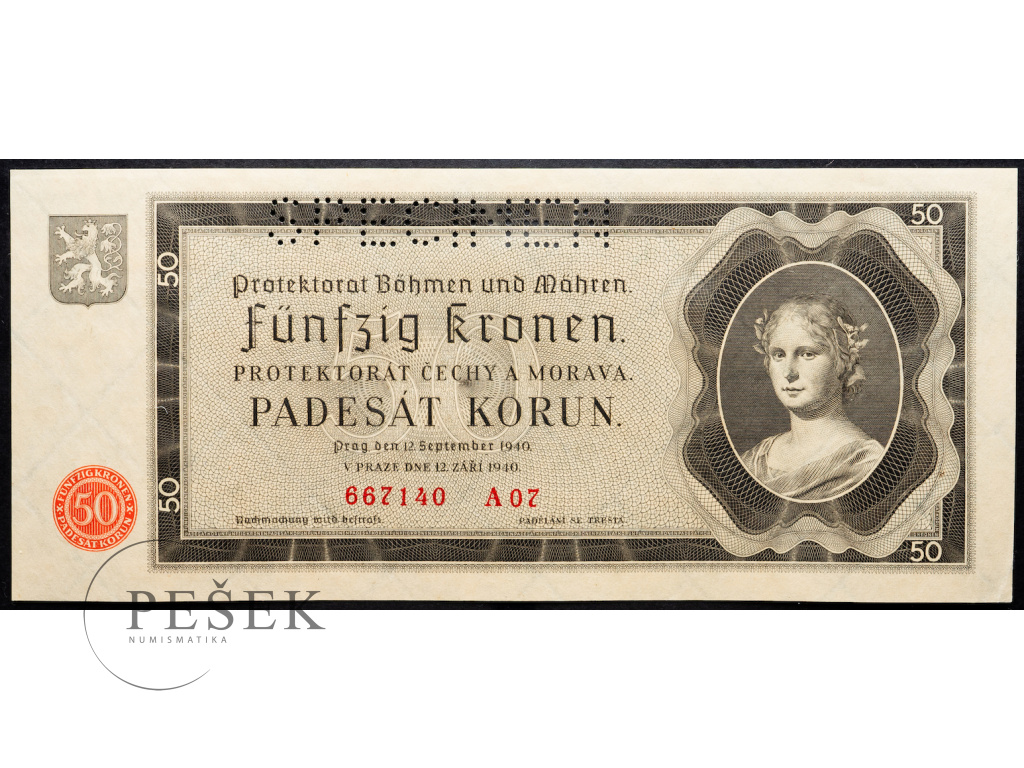 SPECIMEN
50
50
Protektorat Böhmen und Mähren.
Fünfzig Kronen.
PROTEKTORÁT ČECHY A MORAVA.
PADESÁT KORUN.
Prag den 12. September 1940.
V PRAZE DNE 12. ZÁŘÍ 1940.
667140 A 07
Nachmachung wird bestraft.
PADĚLÁNÍ SE TRESTÁ.
50
50
FÜNFZIG KRONEN
50
PADESÁT KORUN
PEŠEK
NUMISMATIKA